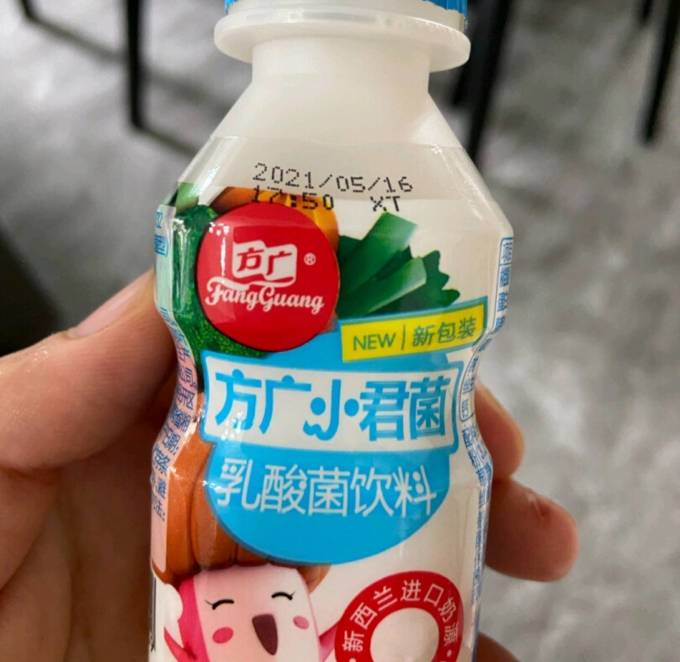 2021/05/16
17:50 XT
方广®
FangGuang
NEW | 新包装
方广小君菌
乳酸菌饮料
新西兰进口奶源